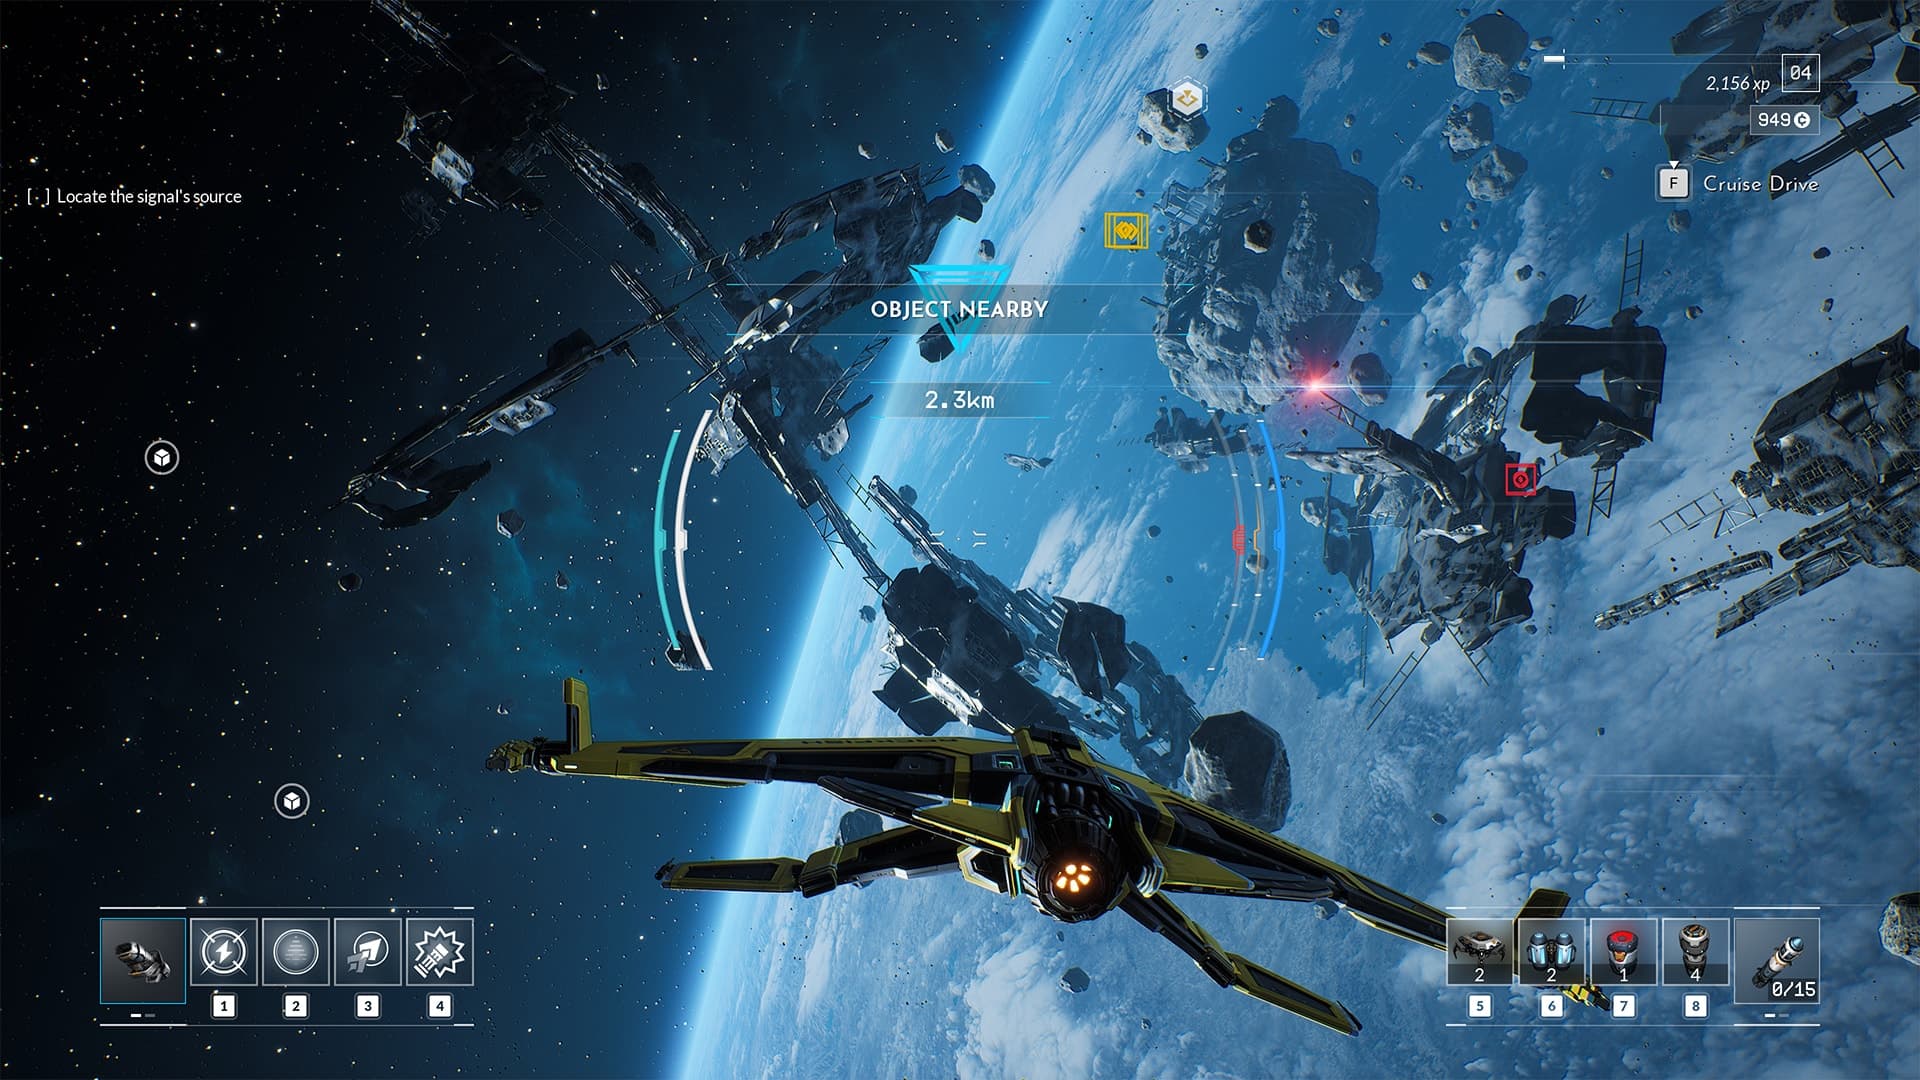 2,156 xp
04
949
F
Cruise Drive
[ . ] Locate the signal's source
OBJECT NEARBY
2.3km
2
2
1
4
0/15
1
2
3
4
5
6
7
8